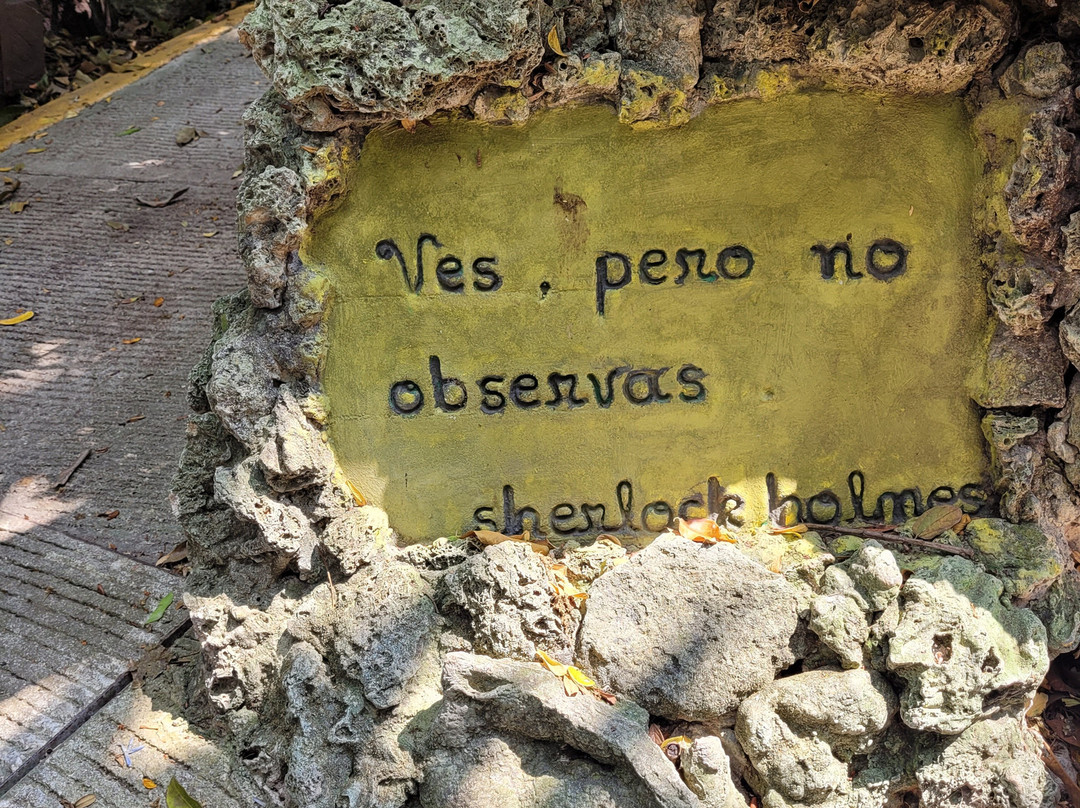 Ves , pero no
observas
sherlock holmes